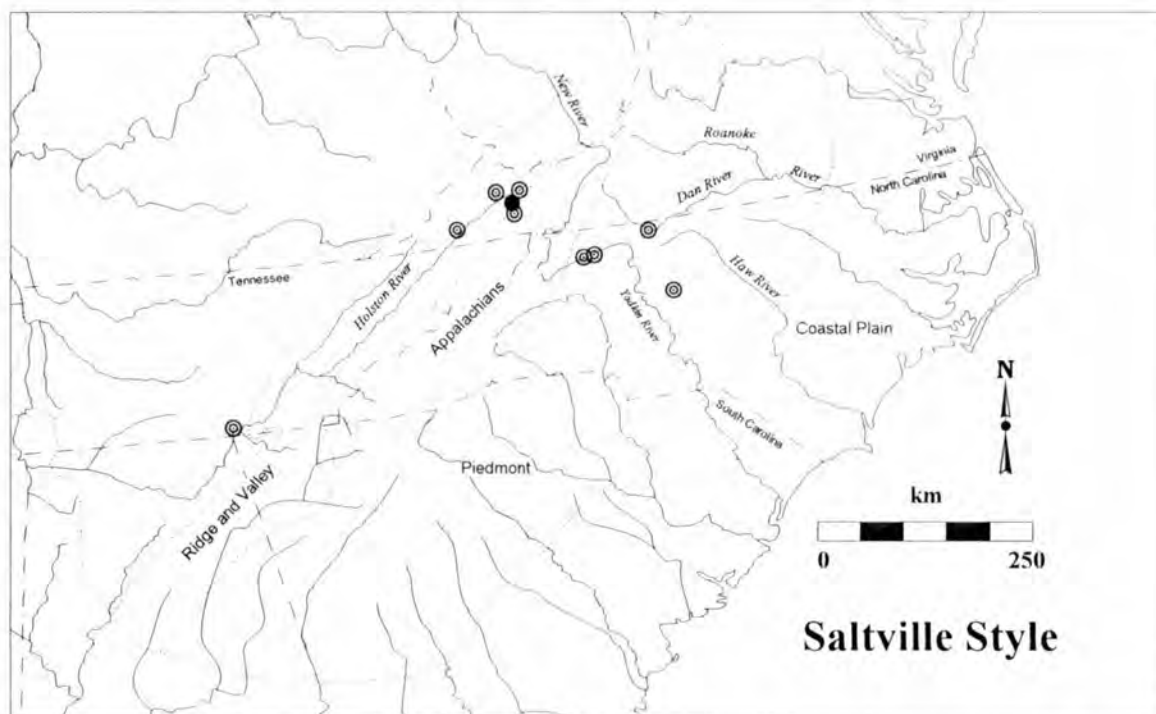 New River
Roanoke
River
Dan River
Virginia
North Carolina
Tennessee
Holston River
Appalachians
Yadkin River
Haw River
Coastal Plain
N
South Carolina
Piedmont
Ridge and Valley
km
0 250
Saltville Style